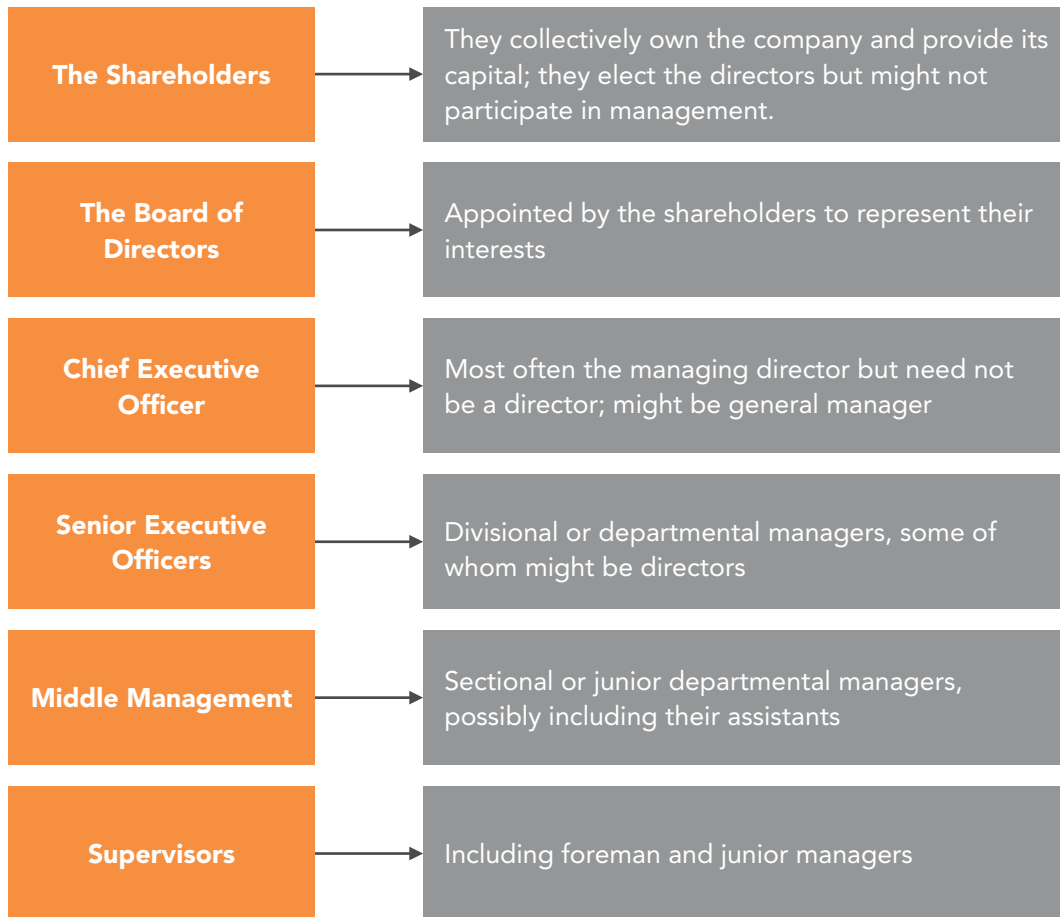 The Shareholders
They collectively own the company and provide its
capital; they elect the directors but might not
participate in management.
The Board of
Directors
Appointed by the shareholders to represent their
interests
Chief Executive
Officer
Most often the managing director but need not
be a director; might be general manager
Senior Executive
Officers
Divisional or departmental managers, some of
whom might be directors
Middle Management
Sectional or junior departmental managers,
possibly including their assistants
Supervisors
Including foreman and junior managers